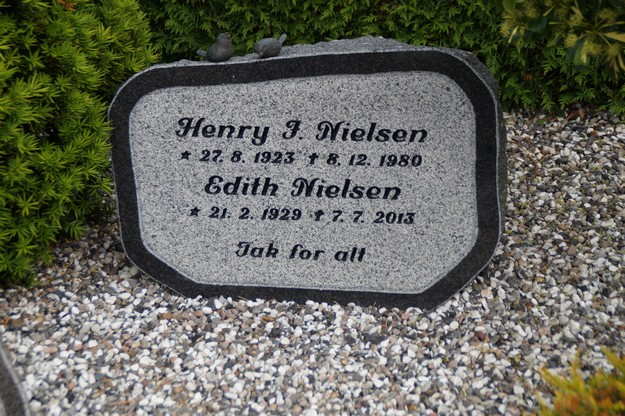 Henry J. Nielsen
★ 27. 8. 1923 ✝ 8. 12. 1980
Edith Nielsen
★ 21. 2. 1929 ✝ 7. 7. 2013
Tak for alt